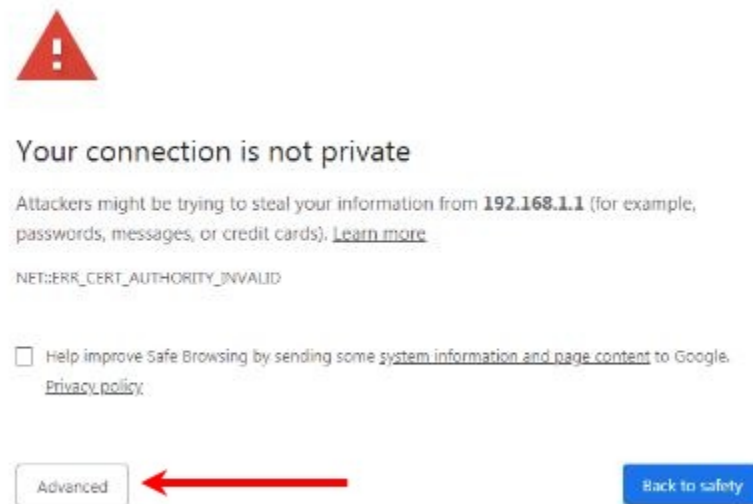 Your connection is not private
Attackers might be trying to steal your information from 192.168.1.1 (for example,
passwords, messages, or credit cards). Learn more
NET::ERR_CERT_AUTHORITY_INVALID
Help improve Safe Browsing by sending some system information and page content to Google.
Privacy policy
Advanced
Back to safety